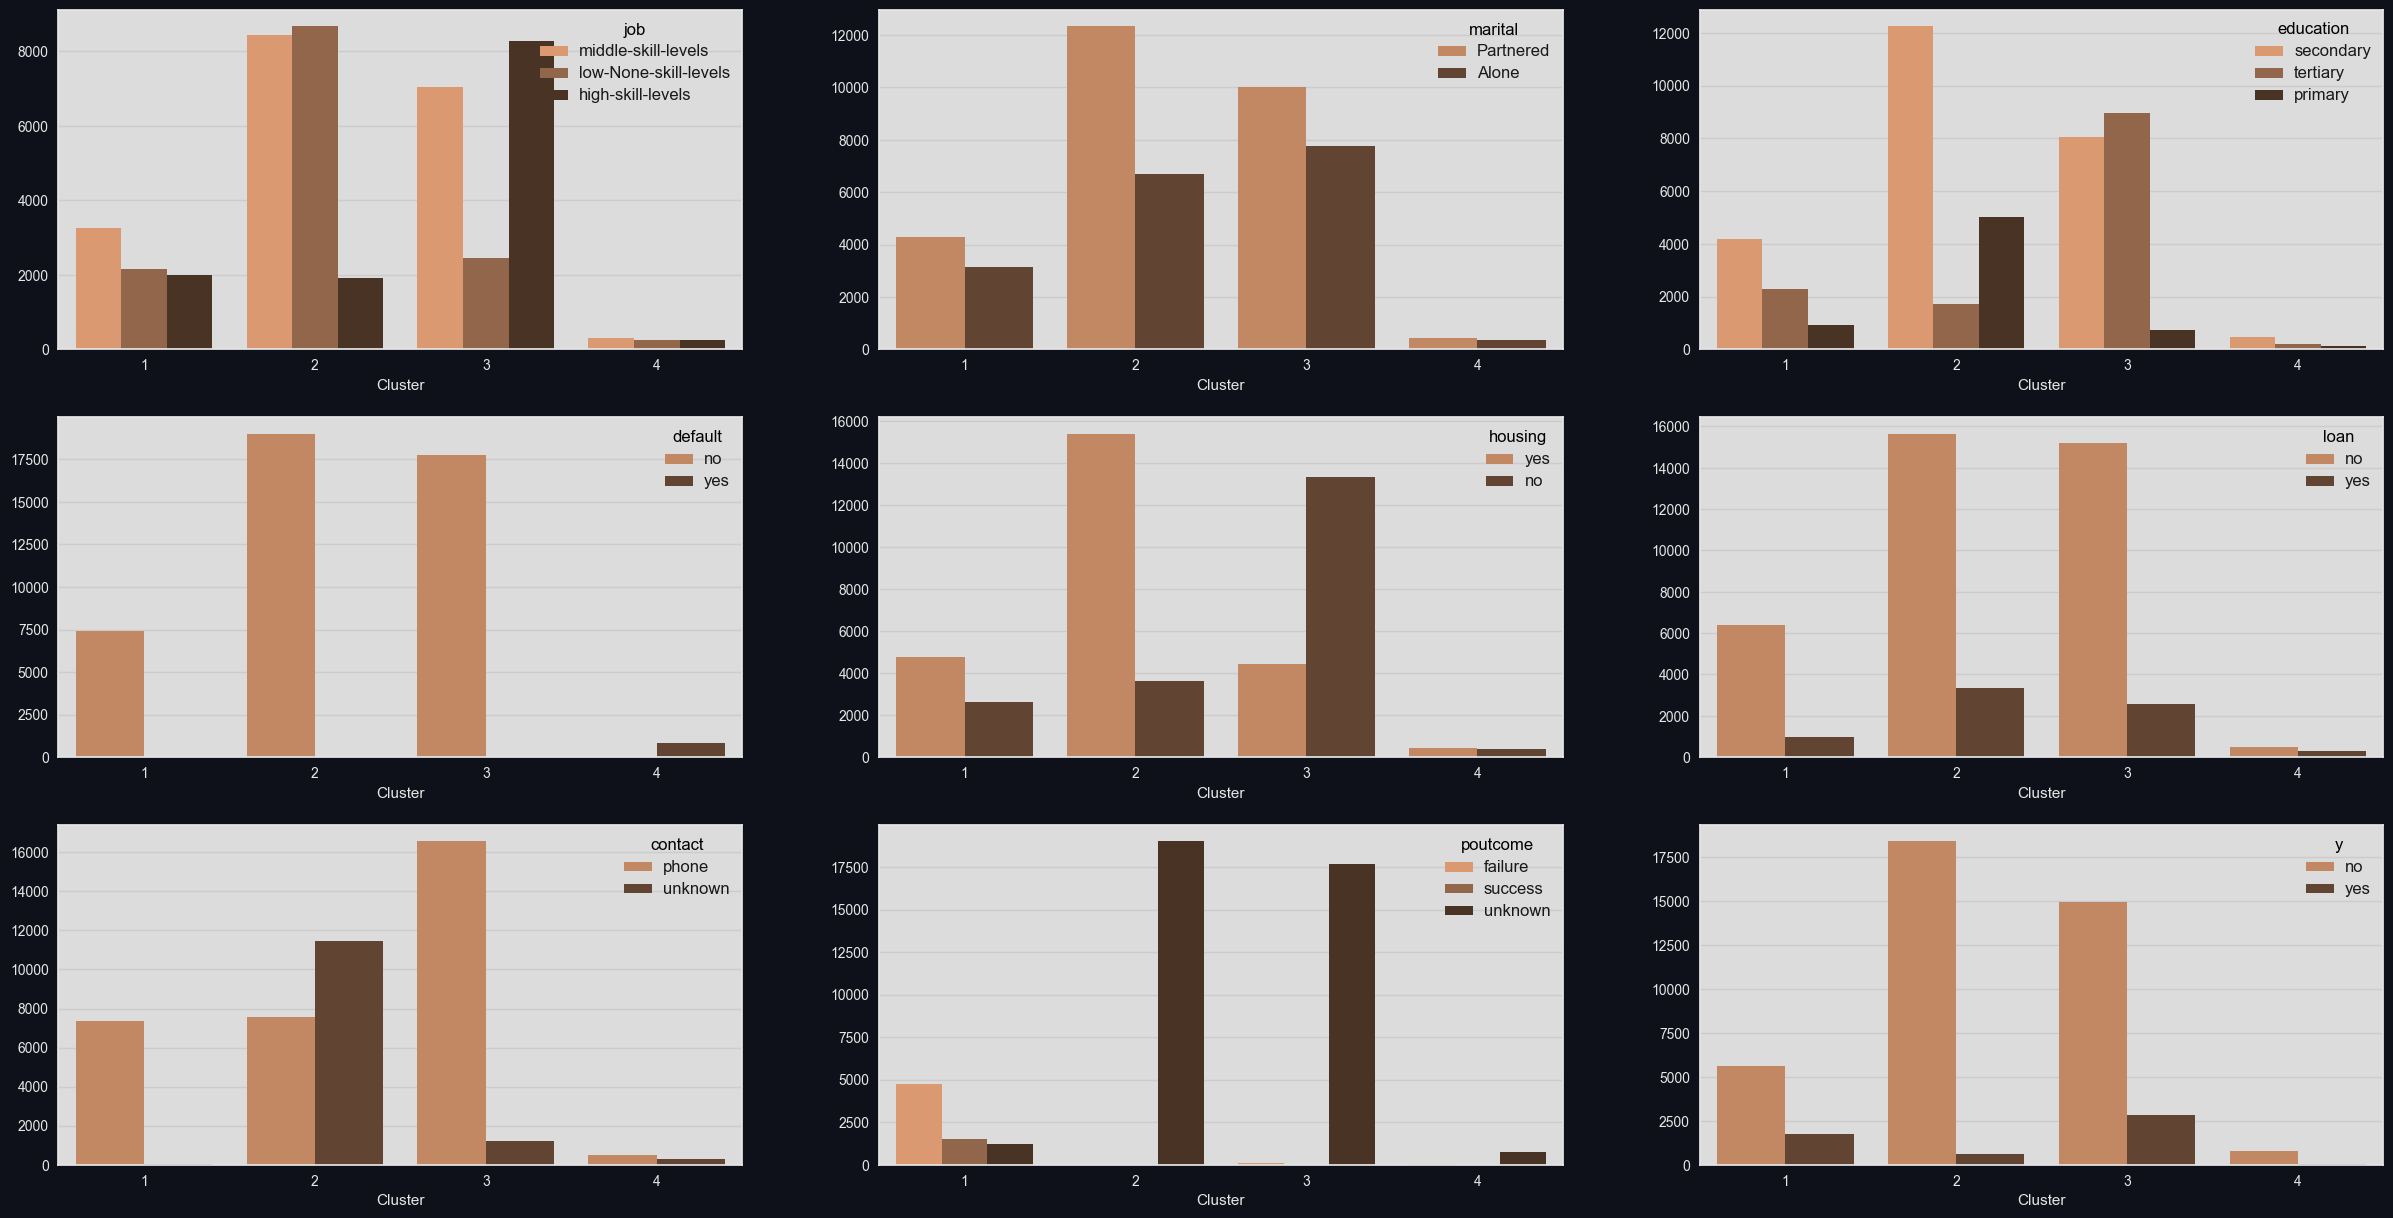 job
middle-skill-levels
low-None-skill-levels
high-skill-levels
8000
6000
4000
2000
0
1 2 3 4
Cluster
marital
Partnered
Alone
12000
10000
8000
6000
4000
2000
0
1 2 3 4
Cluster
education
secondary
tertiary
primary
12000
10000
8000
6000
4000
2000
0
1 2 3 4
Cluster
default
no
yes
17500
15000
12500
10000
7500
5000
2500
0
1 2 3 4
Cluster
housing
yes
no
16000
14000
12000
10000
8000
6000
4000
2000
0
1 2 3 4
Cluster
loan
no
yes
16000
14000
12000
10000
8000
6000
4000
2000
0
1 2 3 4
Cluster
contact
phone
unknown
16000
14000
12000
10000
8000
6000
4000
2000
0
1 2 3 4
Cluster
poutcome
failure
success
unknown
17500
15000
12500
10000
7500
5000
2500
0
1 2 3 4
Cluster
y
no
yes
17500
15000
12500
10000
7500
5000
2500
0
1 2 3 4
Cluster